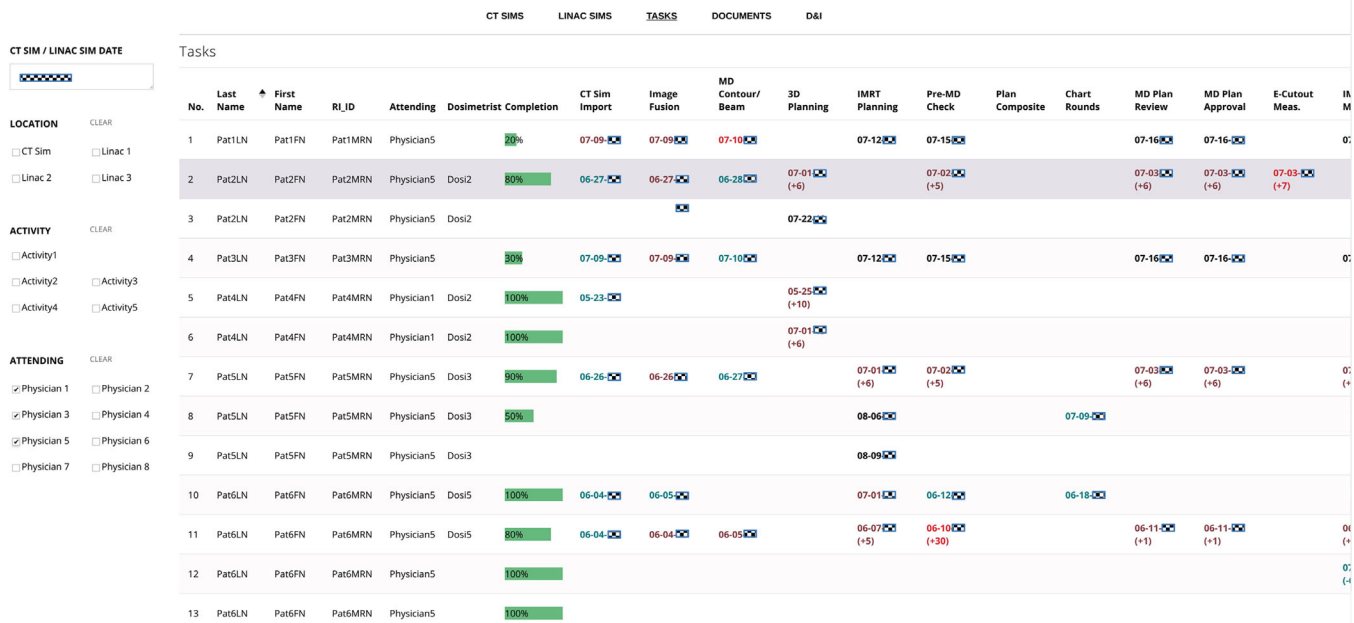 CT SIMS LINAC SIMS TASKS DOCUMENTS D&I
CT SIM / LINAC SIM DATE
LOCATION CLEAR
CT Sim Linac 1
Linac 2 Linac 3
ACTIVITY CLEAR
Activity1
Activity2 Activity3
Activity4 Activity5
ATTENDING CLEAR
Physician 1 Physician 2
Physician 3 Physician 4
Physician 5 Physician 6
Physician 7 Physician 8
Tasks
No. Last Name First Name RI_ID Attending Dosimetrist Completion CT Sim Import Image Fusion MD Contour/ Beam 3D Planning IMRT Planning Pre-MD Check Plan Composite Chart Rounds MD Plan Review MD Plan Approval E-Cutout Meas.
1 Pat1LN Pat1FN Pat1MRN Physician5 20% 07-09- 07-09- 07-10- 07-12- 07-15- 07-16- 07-16-
2 Pat2LN Pat2FN Pat2MRN Physician5 Dosi2 80% 06-27- 06-27- 06-28- 07-01- (+6) 07-02- (+5) 07-03- (+6) 07-03- (+6) 07-03- (+7)
3 Pat2LN Pat2FN Pat2MRN Physician5 Dosi2 07-22-
4 Pat3LN Pat3FN Pat3MRN Physician5 30% 07-09- 07-09- 07-10- 07-12- 07-15- 07-16- 07-16-
5 Pat4LN Pat4FN Pat4MRN Physician1 Dosi2 100% 05-23- 05-25- (+10)
6 Pat4LN Pat4FN Pat4MRN Physician1 Dosi2 100% 07-01- (+6)
7 Pat5LN Pat5FN Pat5MRN Physician5 Dosi3 90% 06-26- 06-26- 06-27- 07-01- (+6) 07-02- (+5) 07-03- (+6) 07-03- (+6)
8 Pat5LN Pat5FN Pat5MRN Physician5 Dosi3 50% 08-06- 07-09-
9 Pat5LN Pat5FN Pat5MRN Physician5 Dosi3 08-09-
10 Pat6LN Pat6FN Pat6MRN Physician5 Dosi5 100% 06-04- 06-05- 07-01- 06-12- 06-18-
11 Pat6LN Pat6FN Pat6MRN Physician5 Dosi5 80% 06-04- 06-04- 06-05- 06-07- (+5) 06-10- (+30) 06-11- (+1) 06-11- (+1)
12 Pat6LN Pat6FN Pat6MRN Physician5 100%
13 Pat6LN Pat6FN Pat6MRN Physician5 100%